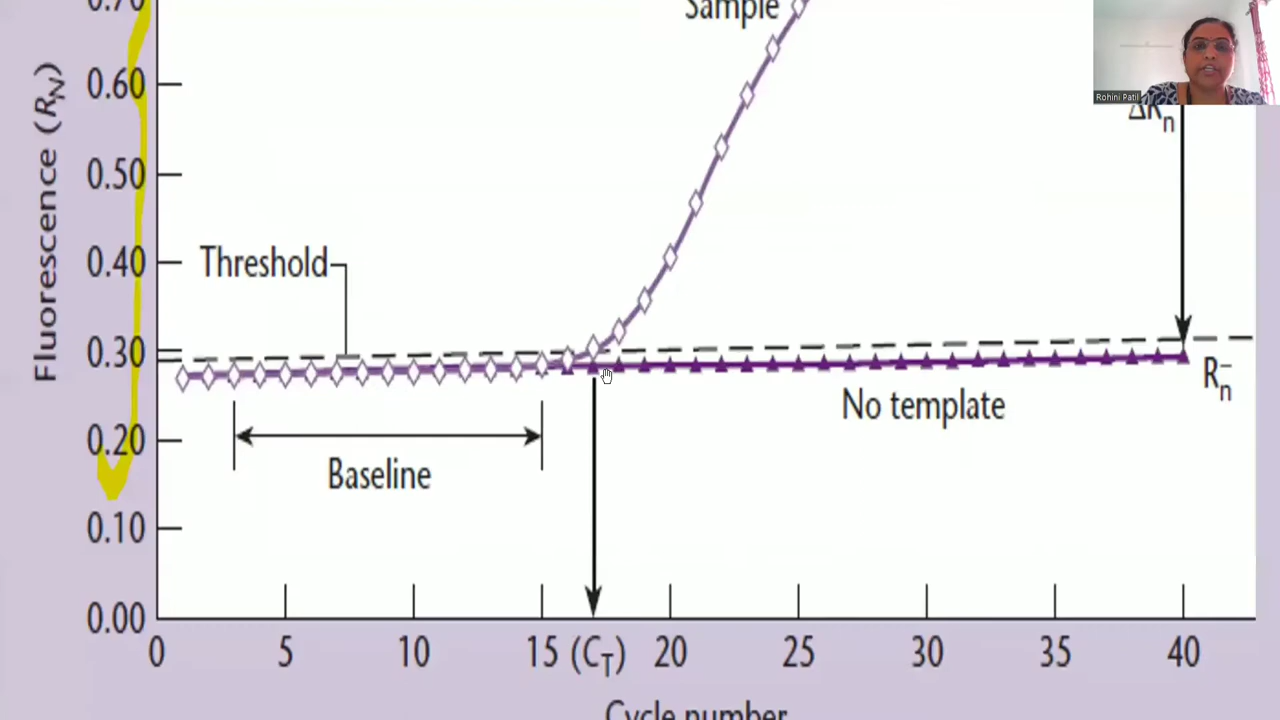 0.70
Sample
Rohini Patil
0.60
ΔRn
Fluorescence (RN)
0.50
0.40
Threshold
0.30
Rn−
No template
0.20
Baseline
0.10
0.00
0 5 10 15 (CT) 20 25 30 35 40
Cycle number